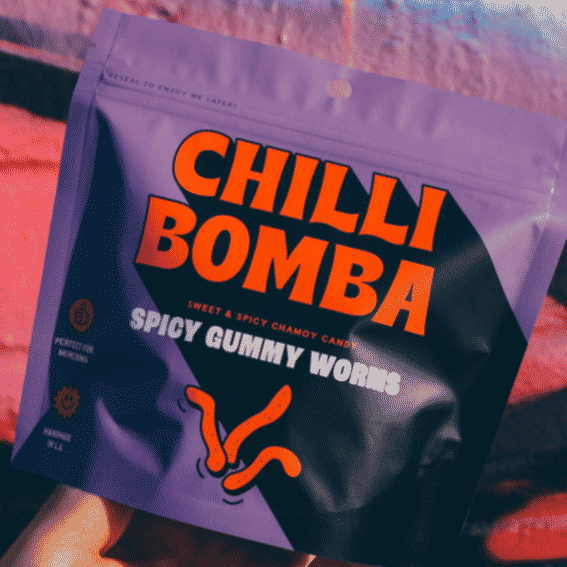 RESEAL TO ENJOY ME LATER!
CHILLI
BOMBA
SWEET & SPICY CHAMOY CANDY
SPICY GUMMY WORMS
PERFECT FOR
MUNCHING
HANDMADE
IN LA